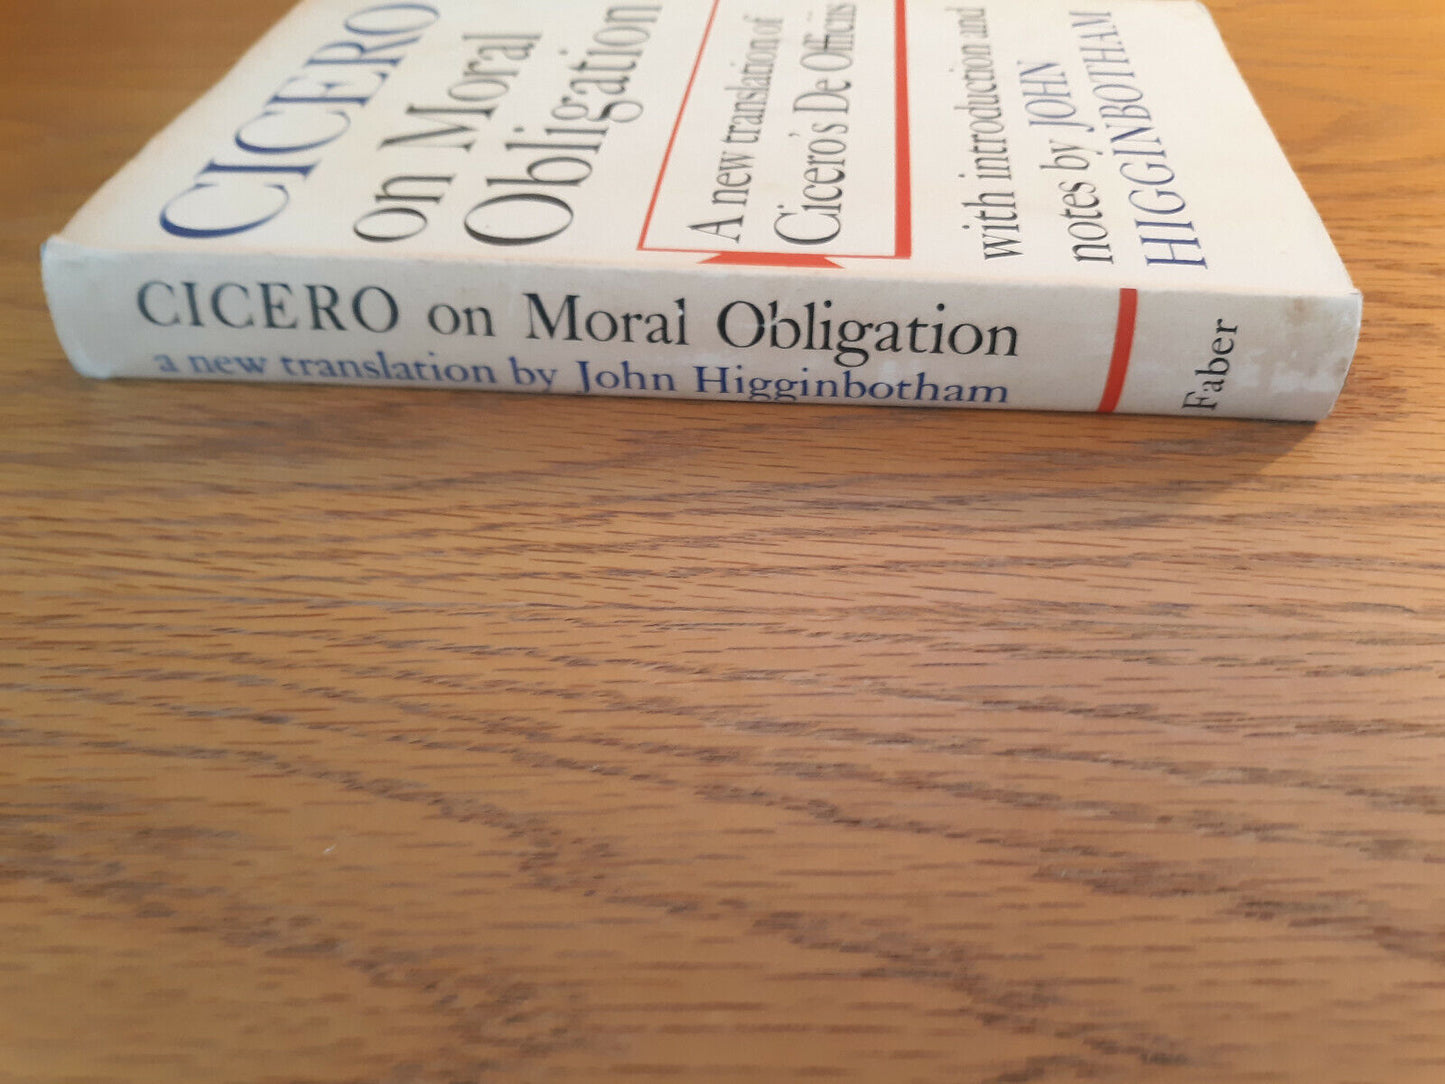 CICERO
on Moral
Obligation
A new translation of
Cicero's De Officiis
with introduction and
notes by JOHN
HIGGINBOTHAM
CICERO on Moral Obligation
a new translation by John Higginbotham
Faber